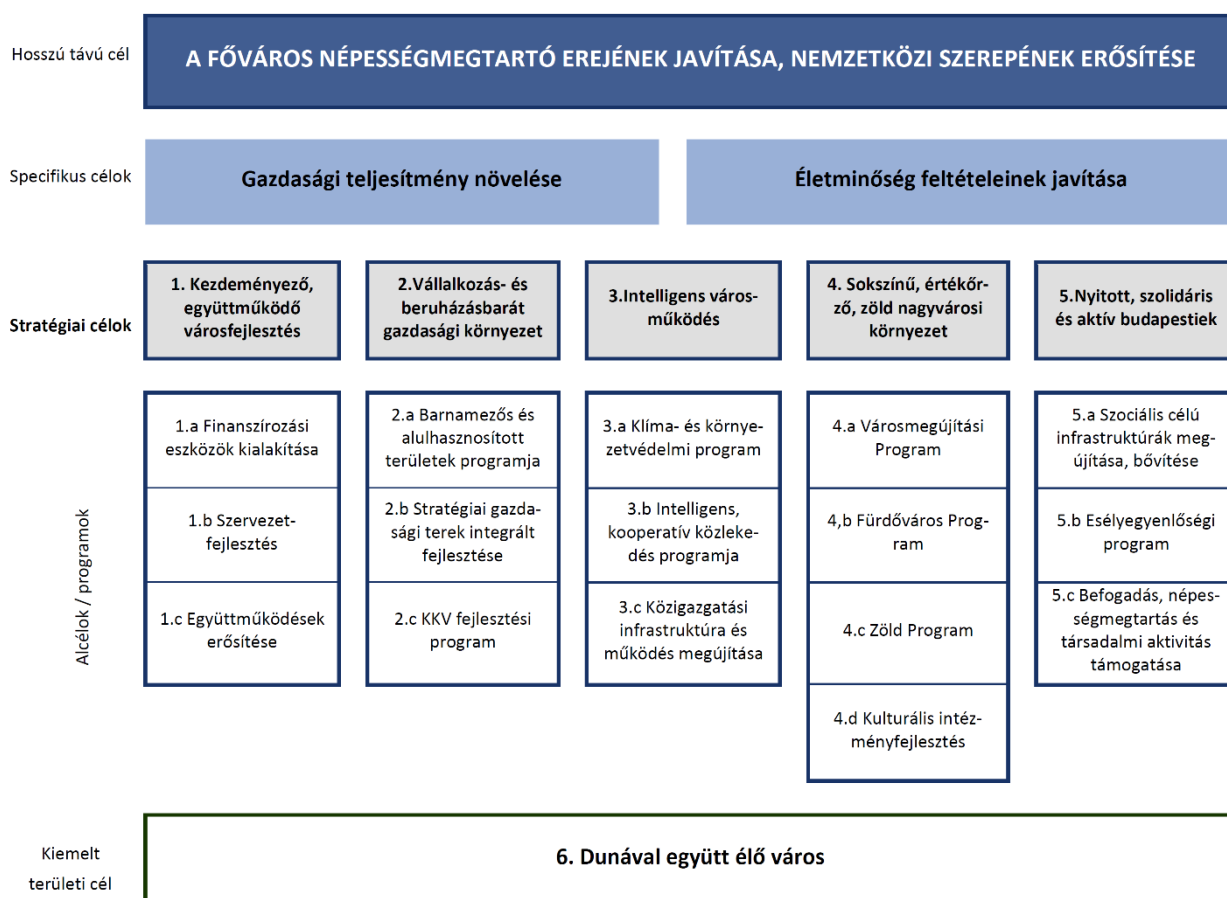 Hosszú távú cél
A FŐVÁROS NÉPESSÉGMEGTARTÓ EREJÉNEK JAVÍTÁSA, NEMZETKÖZI SZEREPÉNEK ERŐSÍTÉSE
Specifikus célok
Gazdasági teljesítmény növelése
Életminőség feltételeinek javítása
Stratégiai célok
1. Kezdeményező,
együttműködő
városfejlesztés
2.Vállalkozás- és
beruházásbarát
gazdasági környezet
3.Intelligens város-
működés
4. Sokszínű, értékőr-
ző, zöld nagyvárosi
környezet
5.Nyitott, szolidáris
és aktív budapestiek
Alcélok / programok
1.a Finanszírozási
eszközök kialakítása
1.b Szervezet-
fejlesztés
1.c Együttműködések
erősítése
2.a Barnamezős és
alulhasznosított
területek programja
2.b Stratégiai gazda-
sági terek integrált
fejlesztése
2.c KKV fejlesztési
program
3.a Klíma- és környe-
zetvédelmi program
3.b Intelligens,
kooperatív közleke-
dés programja
3.c Közigazgatási
infrastruktúra és
működés megújítása
4.a Városmegújítási
Program
4,b Fürdőváros Prog-
ram
4.c Zöld Program
4.d Kulturális intéz-
ményfejlesztés
5.a Szociális célú
infrastruktúrák meg-
újítása, bővítése
5.b Esélyegyenlőségi
program
5.c Befogadás, népes-
ségmegtartás és
társadalmi aktivitás
támogatása
Kiemelt
területi cél
6. Dunával együtt élő város